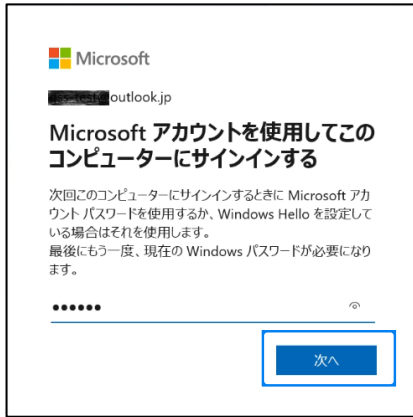 Microsoft
outlook.jp
Microsoft アカウントを使用してこの
コンピューターにサインインする
次回このコンピューターにサインインするときに Microsoft アカ
ウント パスワードを使用するか、Windows Hello を設定して
いる場合はそれを使用します。
最後にもう一度、現在の Windows パスワードが必要になり
ます。
••••••
次へ